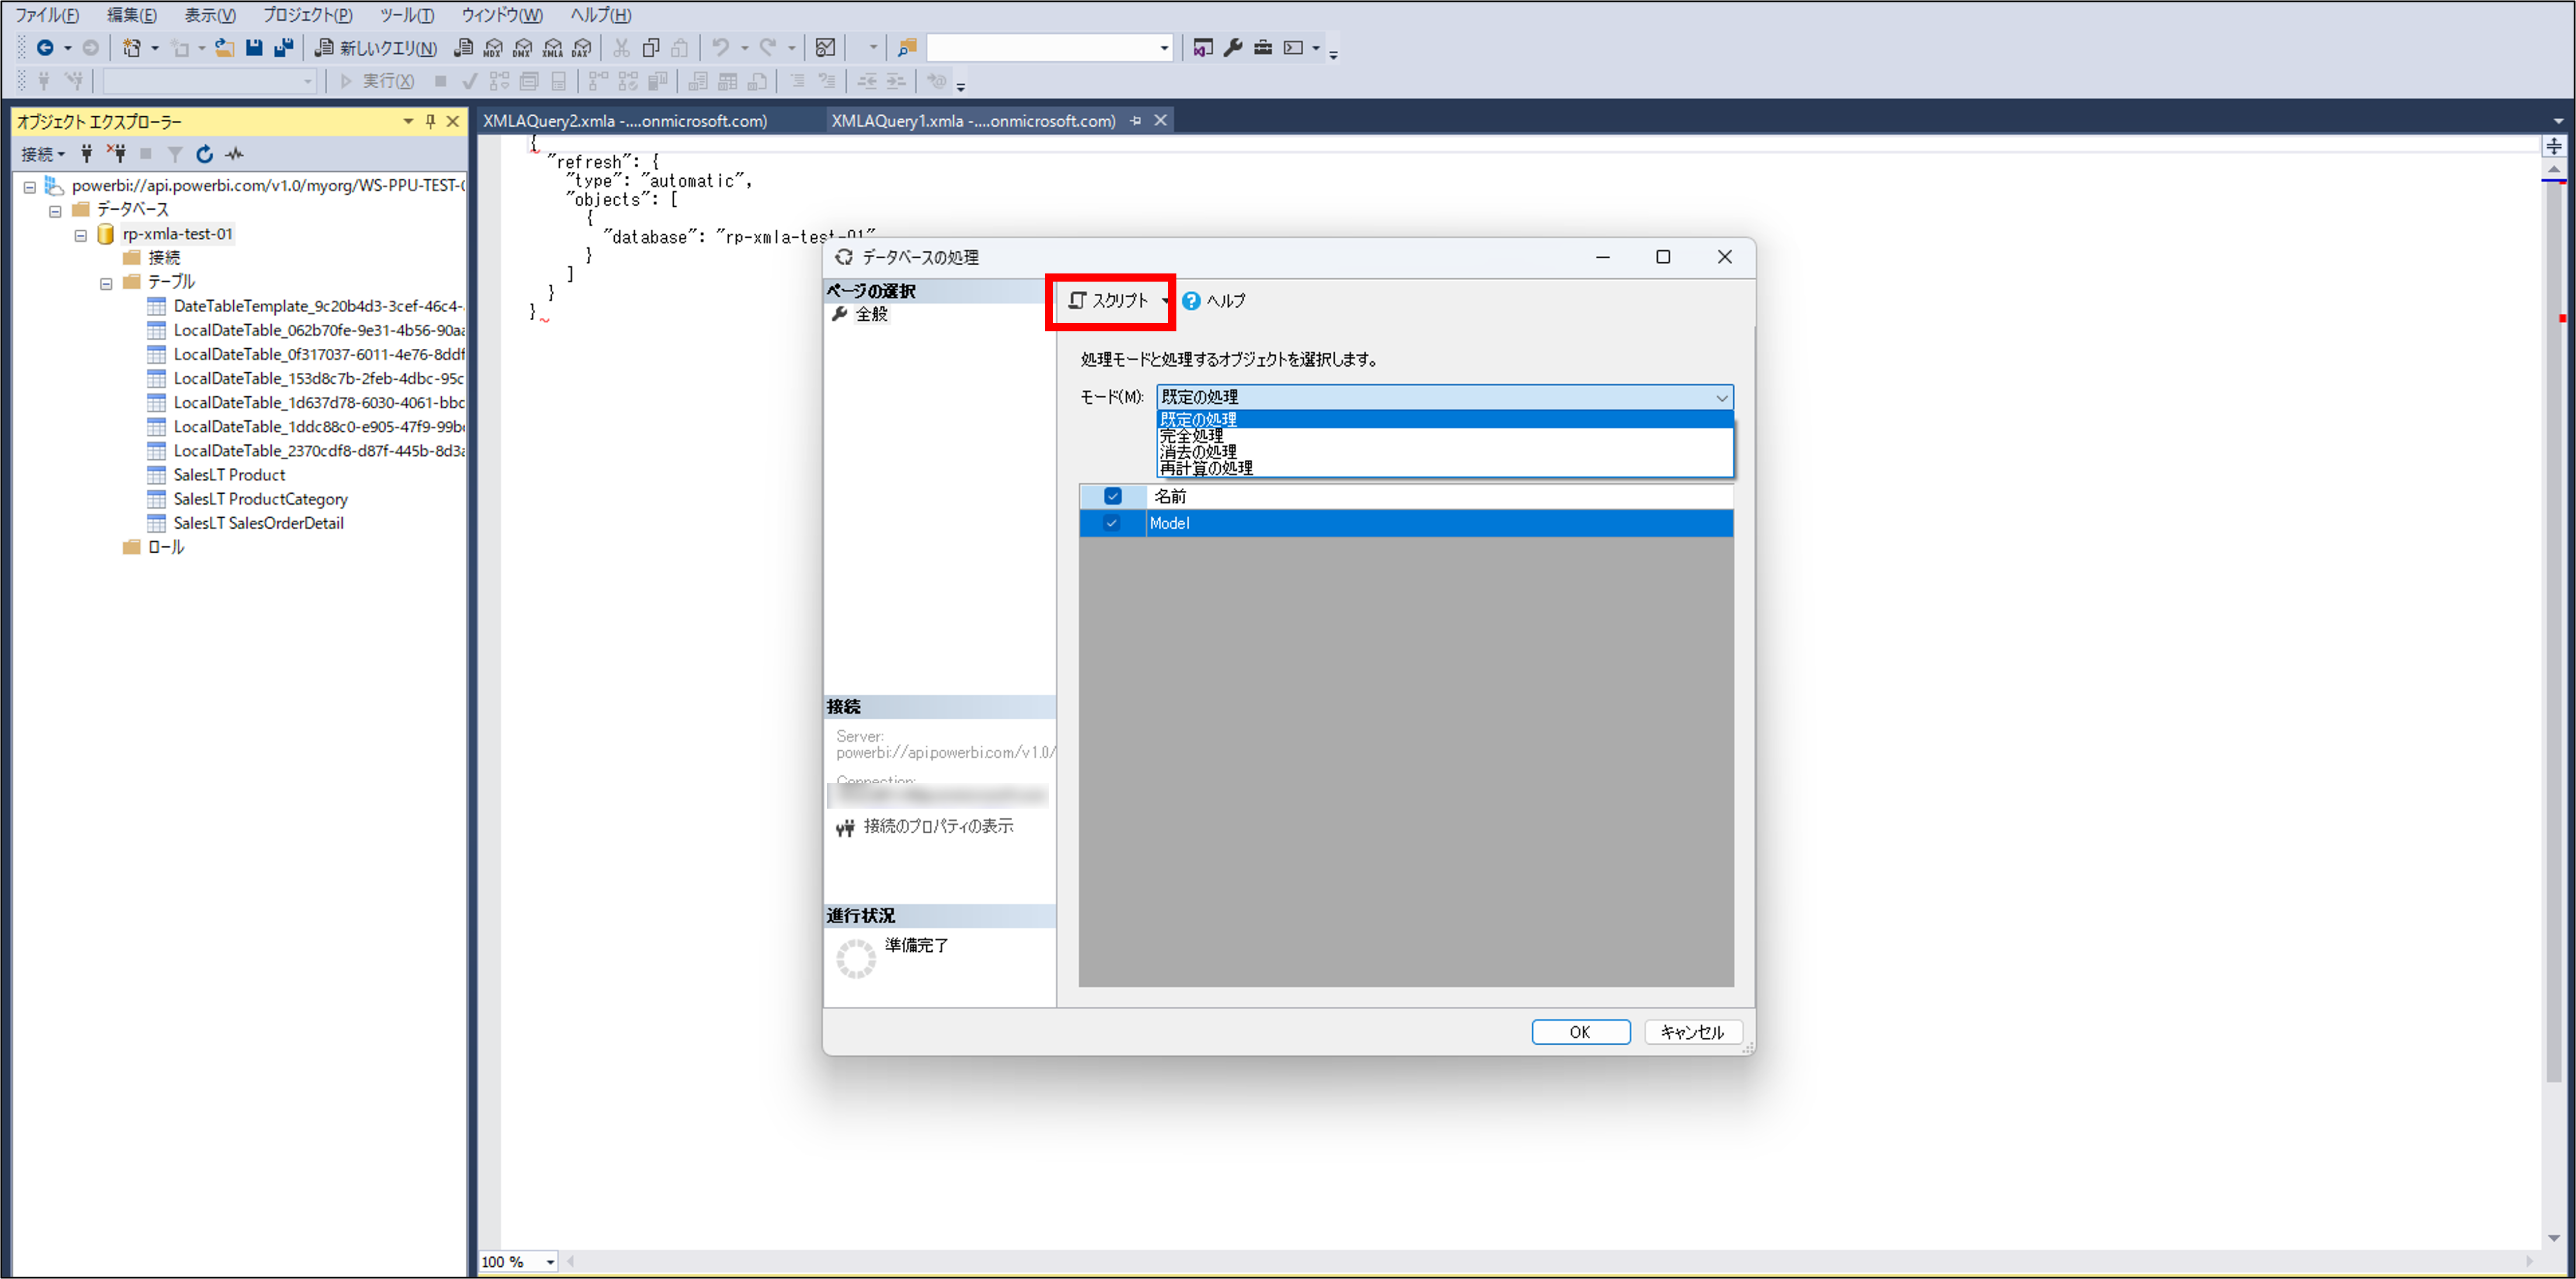 ファイル(F) 編集(E) 表示(V) プロジェクト(P) ツール(T) ウィンドウ(W) ヘルプ(H)
新しいクエリ(N) MDX DMX XMLA DAX
実行(X)
オブジェクト エクスプローラー
接続
powerbi://api.powerbi.com/v1.0/myorg/WS-PPU-TEST-0
データベース
rp-xmla-test-01
接続
テーブル
DateTableTemplate_9c20b4d3-3cef-46c4-
LocalDateTable_062b70fe-9e31-4b56-90aa
LocalDateTable_0f317037-6011-4e76-8ddf
LocalDateTable_153d8c7b-2feb-4dbc-95c
LocalDateTable_1d637d78-6030-4061-bbc
LocalDateTable_1ddc88c0-e905-47f9-99b
LocalDateTable_2370cdf8-d87f-445b-8d3a
SalesLT Product
SalesLT ProductCategory
SalesLT SalesOrderDetail
ロール
XMLAQuery2.xmla -....onmicrosoft.com) XMLAQuery1.xmla -....onmicrosoft.com)
{
"refresh": {
"type": "automatic",
"objects": [
{
"database": "rp-xmla-test-01"
}
]
}
}
データベースの処理
ページの選択
全般
スクリプト ヘルプ
処理モードと処理するオブジェクトを選択します。
モード(M): 既定の処理
既定の処理
完全処理
消去の処理
再計算の処理
名前
Model
接続
Server:
powerbi://api.powerbi.com/v1.0/
Connection:
接続のプロパティの表示
進行状況
準備完了
OK キャンセル
100 %